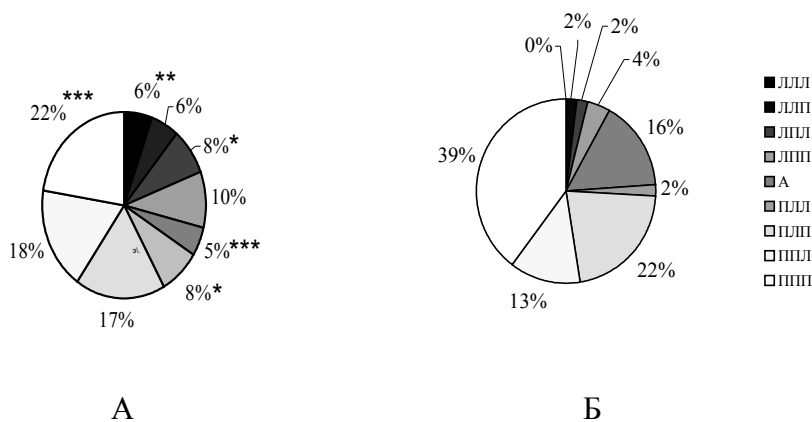 6%**
6%
8%*
10%
5%***
8%*
17%
18%
22%***
0%
2%
2%
4%
16%
2%
22%
13%
39%
ЛЛЛ
ЛЛП
ЛПЛ
ЛПП
А
ПЛЛ
ПЛП
ППЛ
ППП
А
Б